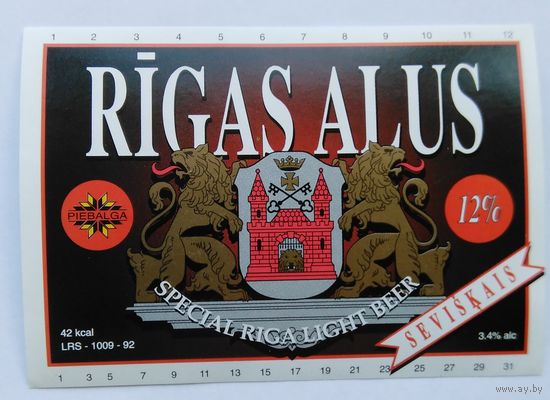 1 2 3 4 5 6 7 8 9 10 11 12
RĪGAS ALUS
PIEBALGA
12%
SPECIAL RIGA LIGHT BEER
SEVIŠĶAIS
42 kcal
LRS - 1009 - 92
3.4% alc
1 3 5 7 9 11 13 15 17 19 21 23 25 27 29 31
www.ay.by